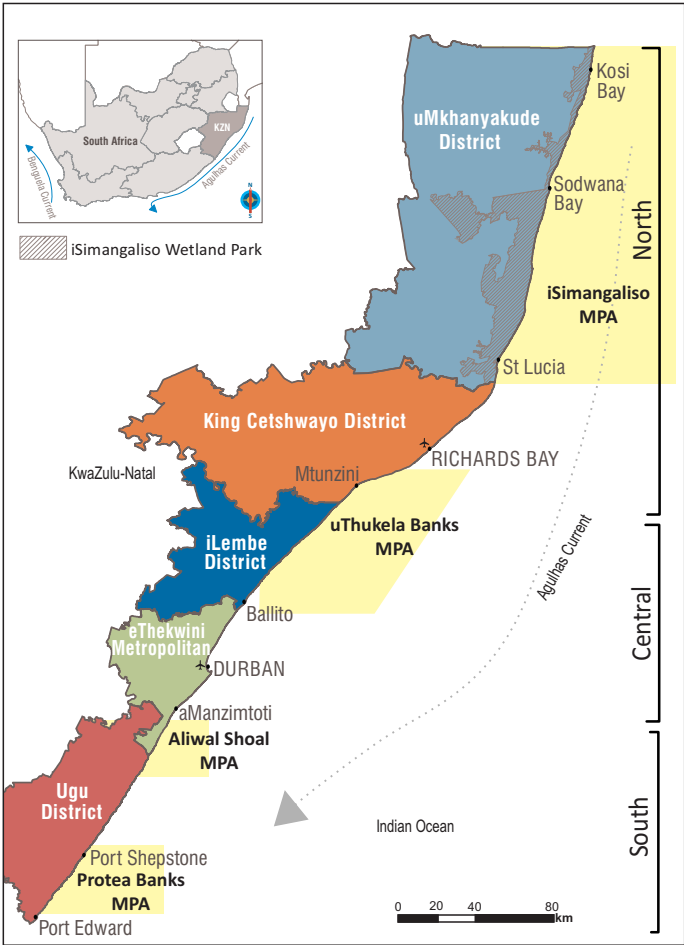 South Africa
KZN
Benguela Current
Agulhas Current
N
S
iSimangaliso Wetland Park
uMkhanyakude
District
Kosi
Bay
Sodwana
Bay
North
iSimangaliso
MPA
St Lucia
King Cetshwayo District
RICHARDS BAY
KwaZulu-Natal
Mtunzini
uThukela Banks
MPA
iLembe
District
Agulhas Current
Ballito
Central
eThekwini
Metropolitan
DURBAN
aManzimtoti
Aliwal Shoal
MPA
Ugu
District
Indian Ocean
South
Port Shepstone
Protea Banks
MPA
Port Edward
0 20 40 80
km